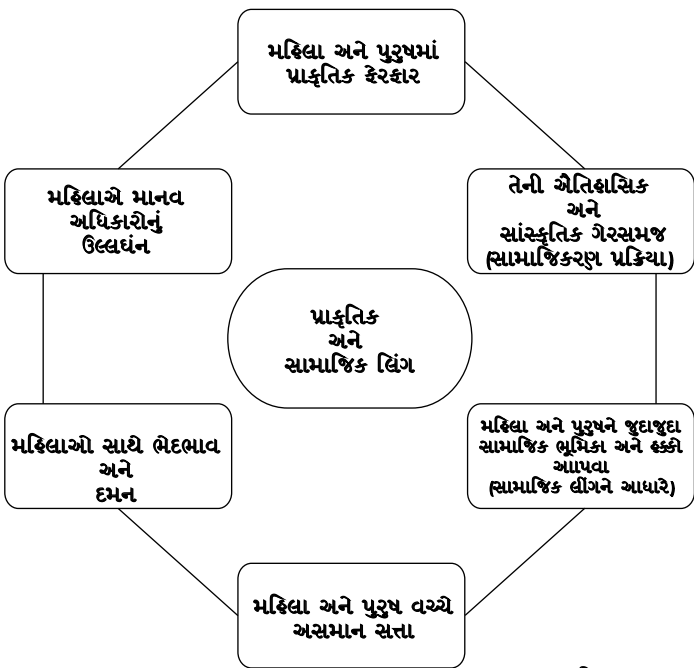 મહિલા અને પુરુષમાં
પ્રાકૃતિક ફેરફાર
તેની ઐતિહાસિક
અને
સાંસ્કૃતિક ગેરસમજ
(સામાજિકરણ પ્રક્રિયા)
મહિલાએ માનવ
અધિકારોનું
ઉલ્લઘંન
પ્રાકૃતિક
અને
સામાજિક લિંગ
મહિલા અને પુરુષને જુદાજુદા
સામાજિક ભૂમિકા અને હક્કો
આાપવા
(સામાજિક લીંગને આધારે)
મહિલાઓ સાથે ભેદભાવ
અને
દમન
મહિલા અને પુરુષ વચ્ચે
અસમાન સત્તા